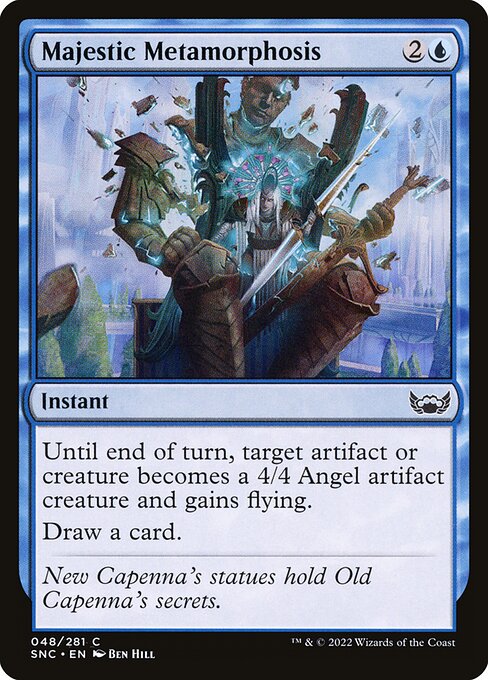 Majestic Metamorphosis 2
Instant
Until end of turn, target artifact or
creature becomes a 4/4 Angel artifact
creature and gains flying.
Draw a card.
New Capenna's statues hold Old
Capenna's secrets.
048/281 C
SNC • EN Ben Hill
™ & © 2022 Wizards of the Coast